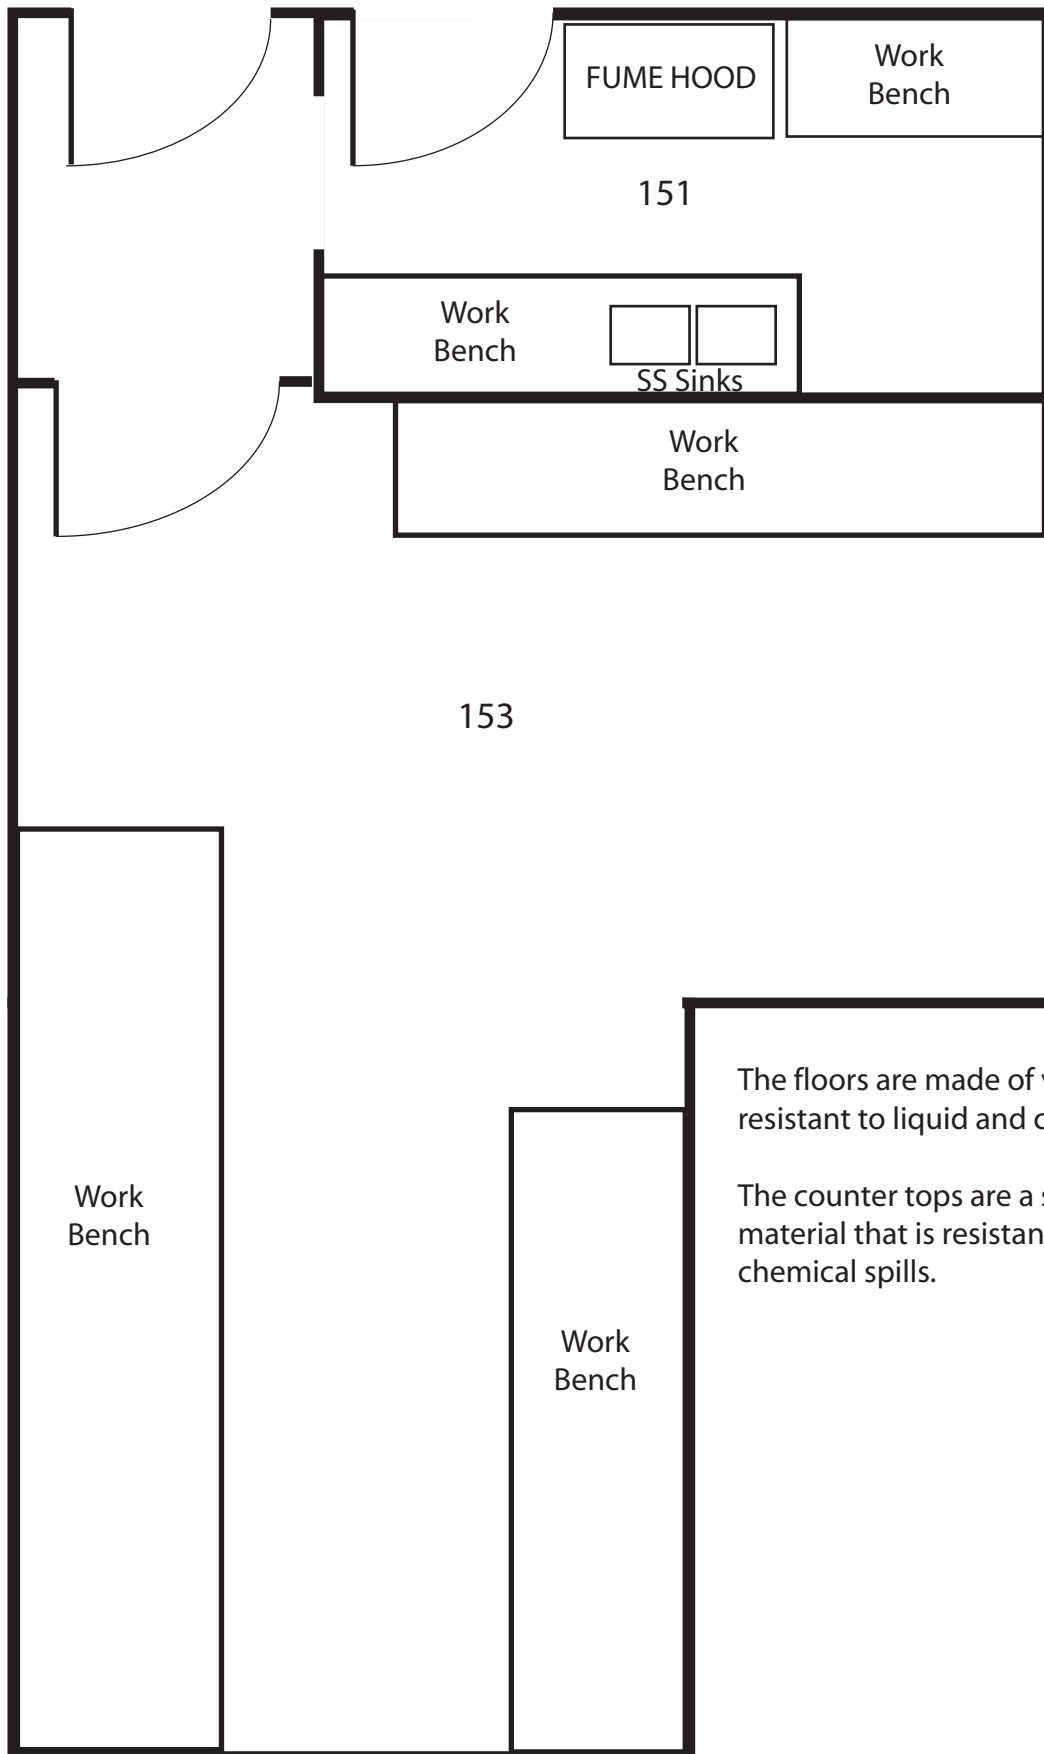 FUME HOOD
Work
Bench
151
Work
Bench
SS Sinks
Work
Bench
153
The floors are made of
resistant to liquid and
The counter tops are a
material that is
chemical spills.
Work
Bench
Work
Bench